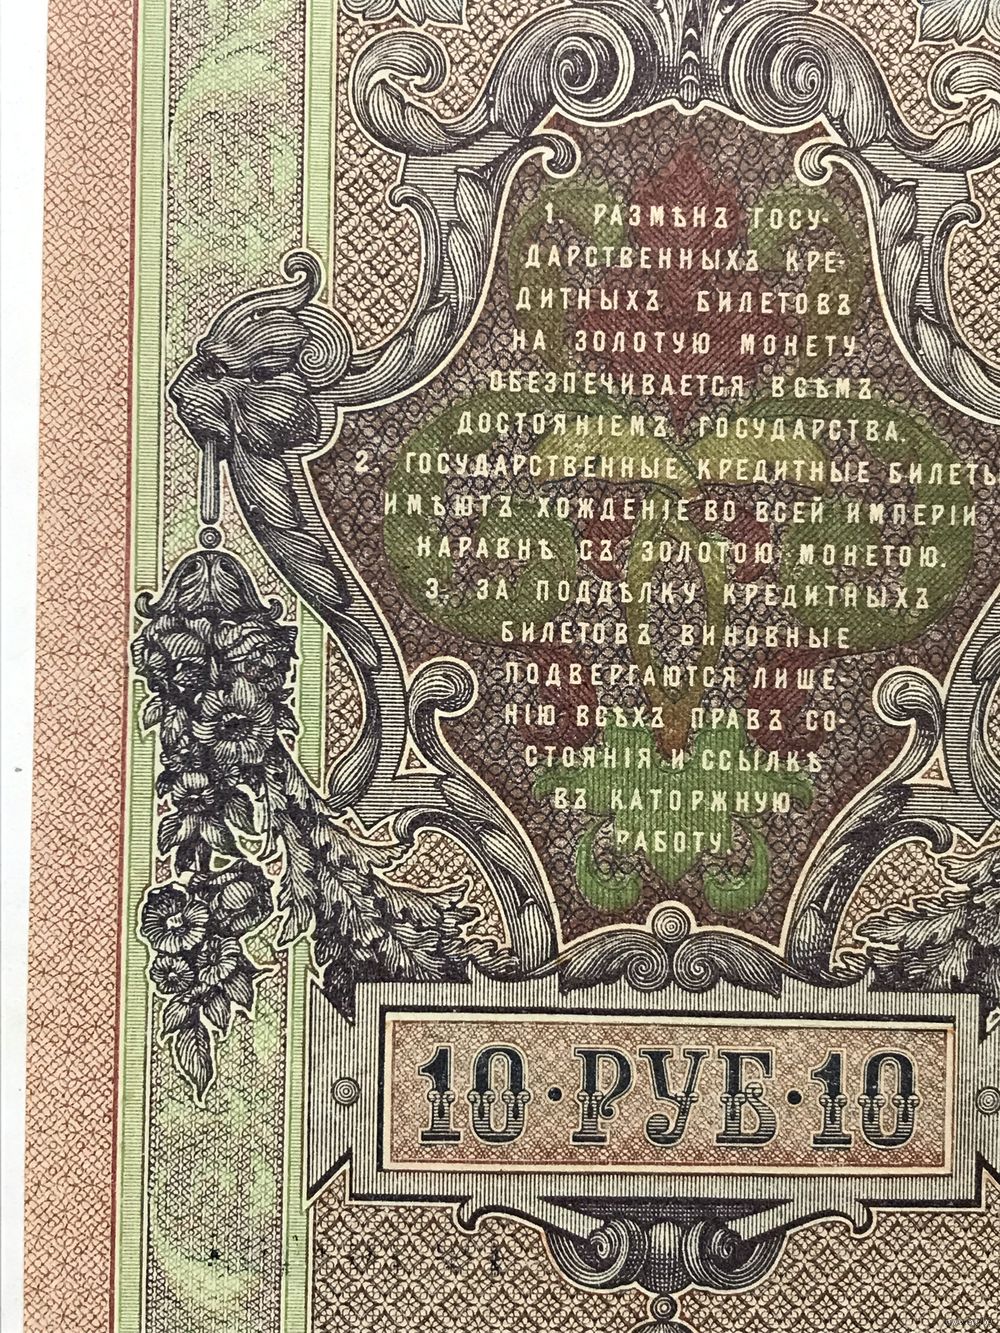 1. РАЗМѢНЪ ГОСУ-
ДАРСТВЕННЫХЪ КРЕ-
ДИТНЫХЪ БИЛЕТОВЪ
НА ЗОЛОТУЮ МОНЕТУ
ОБЕЗПЕЧИВАЕТСЯ ВСѢМЪ
ДОСТОЯНІЕМЪ ГОСУДАРСТВА.
2. ГОСУДАРСТВЕННЫЕ КРЕДИТНЫЕ БИЛЕТЫ
ИМѢЮТЪ ХОЖДЕНІЕ ВО ВСЕЙ ИМПЕРІИ
НАРАВНѢ СЪ ЗОЛОТОЮ МОНЕТОЮ.
3. ЗА ПОДДѢЛКУ КРЕДИТНЫХЪ
БИЛЕТОВЪ ВИНОВНЫЕ
ПОДВЕРГАЮТСЯ ЛИШЕ-
НІЮ ВСѢХЪ ПРАВЪ СО-
СТОЯНІЯ И ССЫЛКѢ
ВЪ КАТОРЖНУЮ
РАБОТУ.
10·РУБ·10